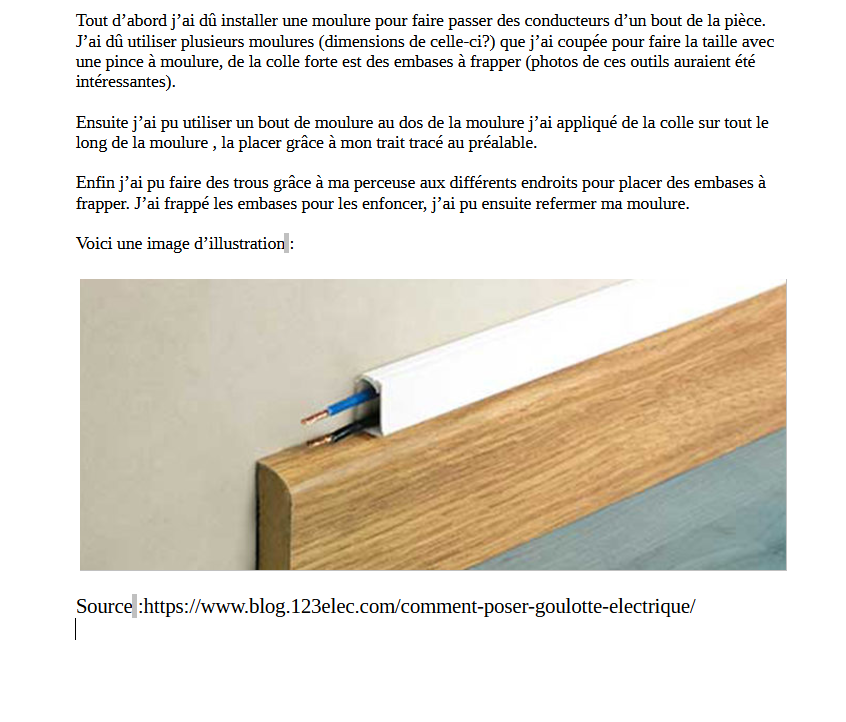 Tout d’abord j’ai dû installer une moulure pour faire passer des conducteurs d’un bout de la pièce.
J’ai dû utiliser plusieurs moulures (dimensions de celle-ci?) que j’ai coupée pour faire la taille avec
une pince à moulure, de la colle forte est des embases à frapper (photos de ces outils auraient été
intéressantes).
Ensuite j’ai pu utiliser un bout de moulure au dos de la moulure j’ai appliqué de la colle sur tout le
long de la moulure , la placer grâce à mon trait tracé au préalable.
Enfin j’ai pu faire des trous grâce à ma perceuse aux différents endroits pour placer des embases à
frapper. J’ai frappé les embases pour les enfoncer, j’ai pu ensuite refermer ma moulure.
Voici une image d’illustration :
Source :https://www.blog.123elec.com/comment-poser-goulotte-electrique/